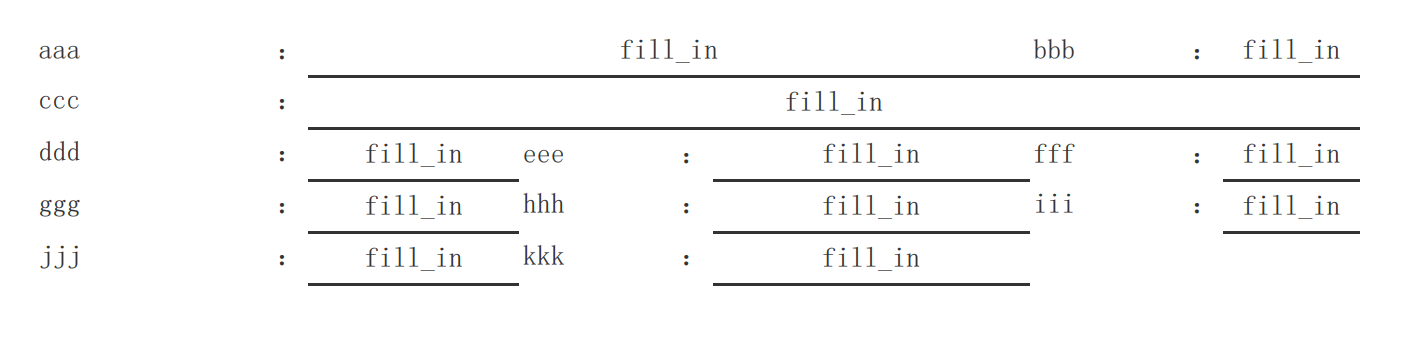 aaa : fill_in bbb : fill_in
ccc : fill_in
ddd : fill_in eee : fill_in fff : fill_in
ggg : fill_in hhh : fill_in iii : fill_in
jjj : fill_in kkk : fill_in